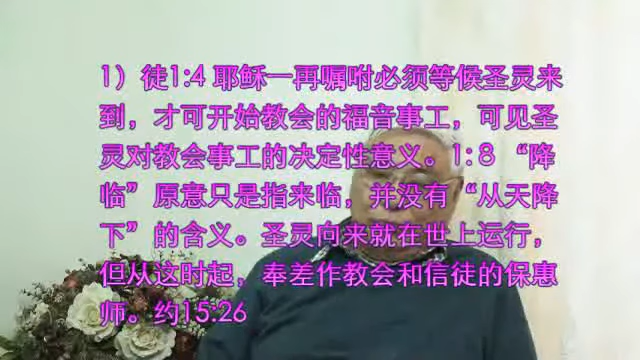 1）徒1:4 耶稣一再嘱咐必须等候圣灵来
到，才可开始教会的福音事工，可见圣
灵对教会事工的决定性意义。1: 8 “降
临”原意只是指来临，并没有“从天降
下”的含义。圣灵向来就在世上运行，
但从这时起，奉差作教会和信徒的保惠
师。约15:26